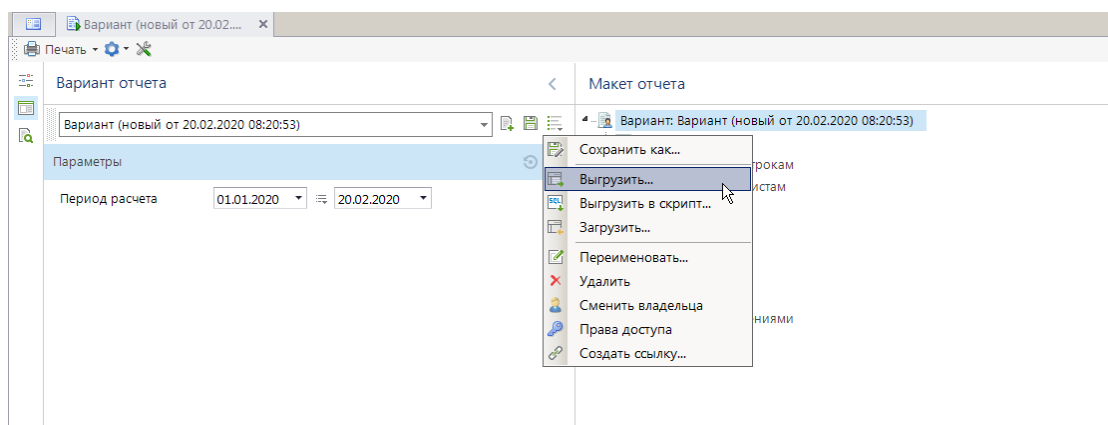 Вариант (новый от 20.02....
Печать
Вариант отчета
Макет отчета
Вариант (новый от 20.02.2020 08:20:53)
Вариант: Вариант (новый от 20.02.2020 08:20:53)
Сохранить как...
Параметры
рокам
Выгрузить...
истам
Период расчета 01.01.2020 20.02.2020
SQL Выгрузить в скрипт...
Загрузить...
Переименовать...
Удалить
Сменить владельца
ниями
Права доступа
Создать ссылку...